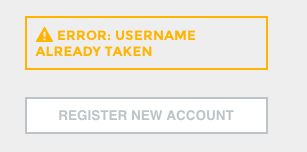 ERROR: USERNAME
ALREADY TAKEN
REGISTER NEW ACCOUNT